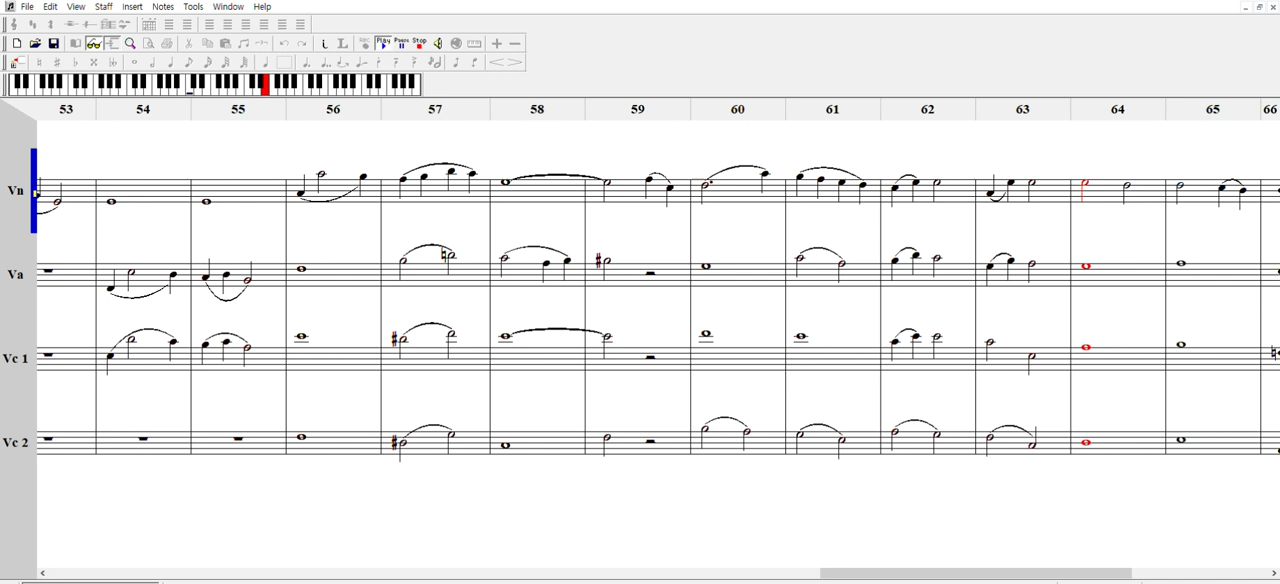 File Edit View Staff Insert Notes Tools Window Help
Rec Play Pause Stop
53 54 55 56 57 58 59 60 61 62 63 64 65 66
Vn
Va
Vc 1
Vc 2